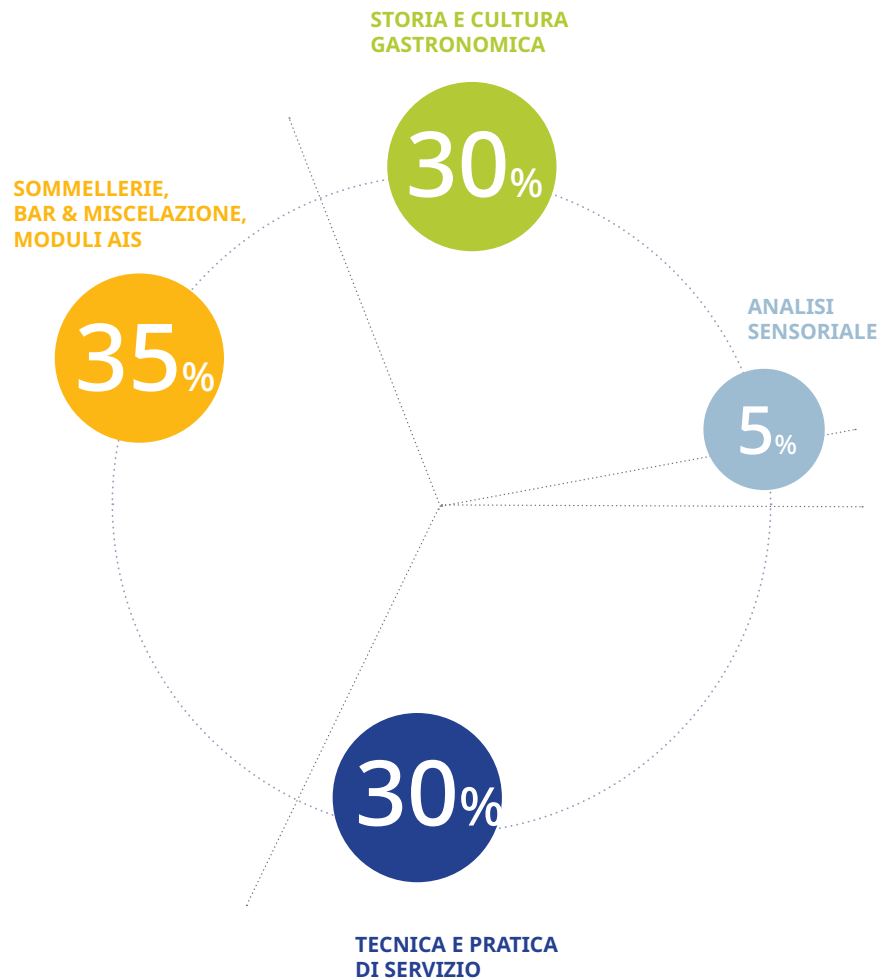 STORIA E CULTURA
GASTRONOMICA
30%
SOMMELLERIE,
BAR & MISCELAZIONE,
MODULI AIS
35%
ANALISI
SENSORIALE
5%
30%
TECNICA E PRATICA
DI SERVIZIO